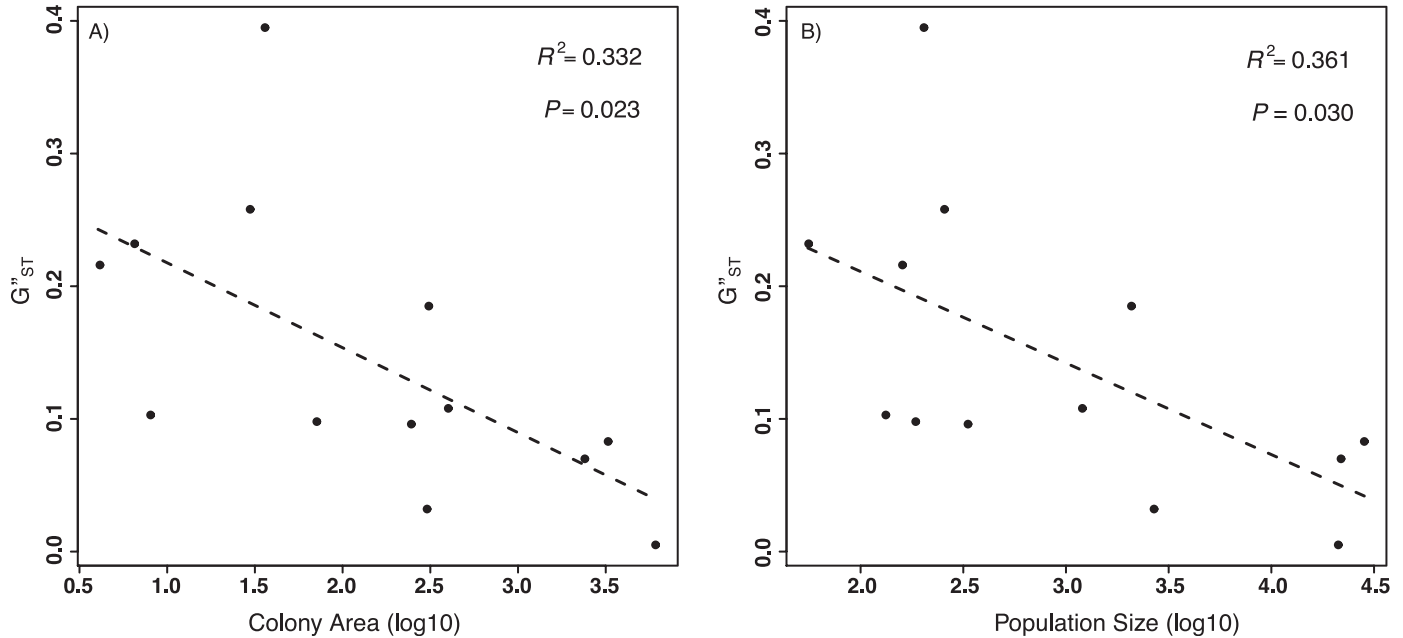 A)
R²= 0.332
P= 0.023
0.4
0.3
0.2
0.1
0.0
G"ST
0.5 1.0 1.5 2.0 2.5 3.0 3.5
Colony Area (log10)
B)
R²= 0.361
P = 0.030
0.4
0.3
0.2
0.1
0.0
G"ST
2.0 2.5 3.0 3.5 4.0 4.5
Population Size (log10)